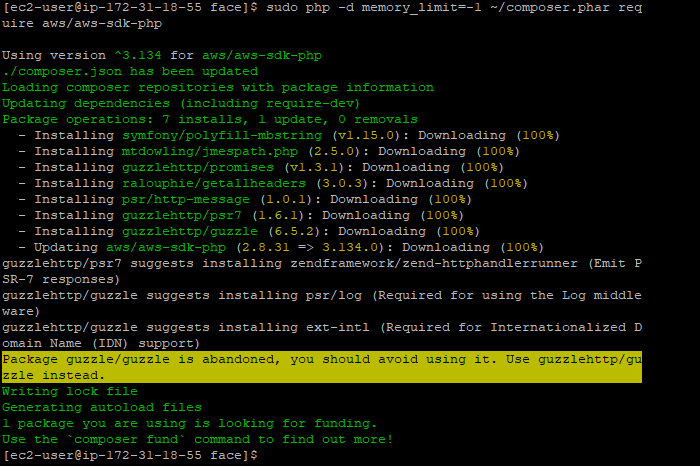 [ec2-user@ip-172-31-18-55 face]$ sudo php -d memory_limit=-1 ~/composer.phar req
uire aws/aws-sdk-php
Using version ^3.134 for aws/aws-sdk-php
./composer.json has been updated
Loading composer repositories with package information
Updating dependencies (including require-dev)
Package operations: 7 installs, 1 update, 0 removals
  - Installing symfony/polyfill-mbstring (v1.15.0): Downloading (100%)
  - Installing mtdowling/jmespath.php (2.5.0): Downloading (100%)
  - Installing guzzlehttp/promises (v1.3.1): Downloading (100%)
  - Installing ralouphie/getallheaders (3.0.3): Downloading (100%)
  - Installing psr/http-message (1.0.1): Downloading (100%)
  - Installing guzzlehttp/psr7 (1.6.1): Downloading (100%)
  - Installing guzzlehttp/guzzle (6.5.2): Downloading (100%)
  - Updating aws/aws-sdk-php (2.8.31 => 3.134.0): Downloading (100%)
guzzlehttp/psr7 suggests installing zendframework/zend-httphandlerrunner (Emit P
SR-7 responses)
guzzlehttp/guzzle suggests installing psr/log (Required for using the Log middle
ware)
guzzlehttp/guzzle suggests installing ext-intl (Required for Internationalized D
omain Name (IDN) support)
Package guzzle/guzzle is abandoned, you should avoid using it. Use guzzlehttp/gu
zzle instead.
Writing lock file
Generating autoload files
1 package you are using is looking for funding.
Use the `composer fund` command to find out more!
[ec2-user@ip-172-31-18-55 face]$